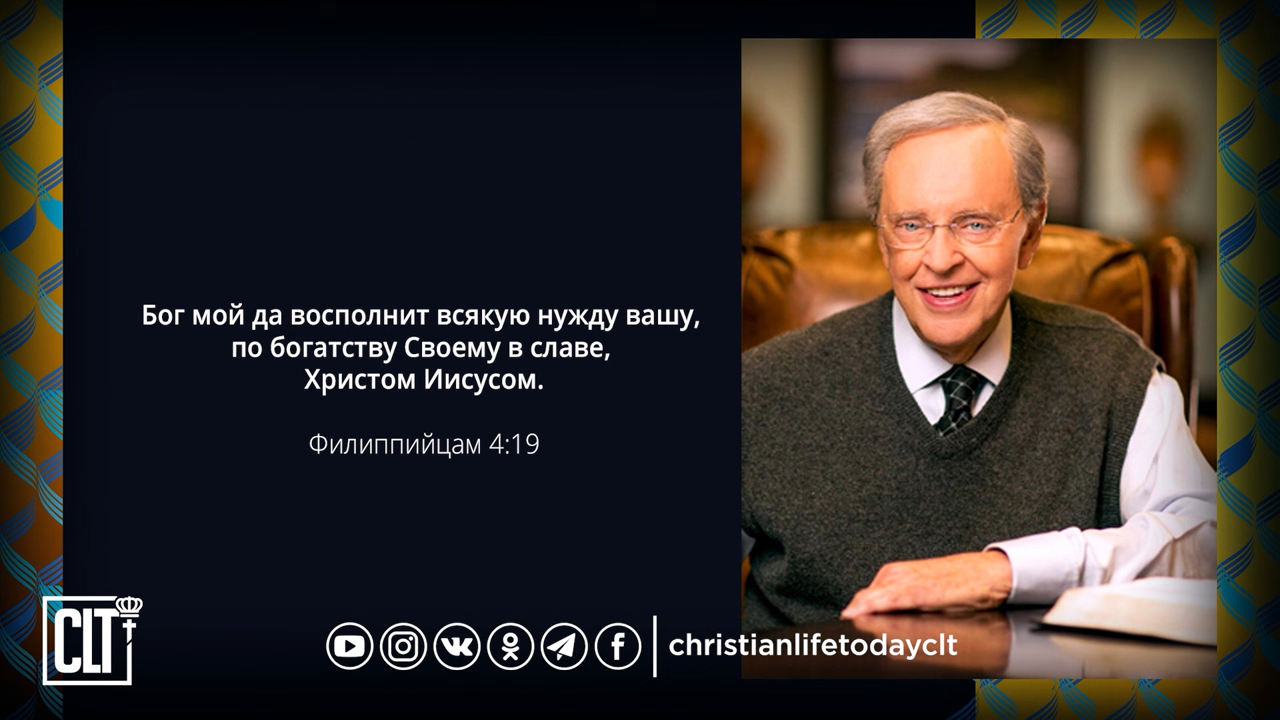 Бог мой да восполнит всякую нужду вашу,
по богатству Своему в славе,
Христом Иисусом.
Филиппийцам 4:19
CLT
christianlifetodayclt